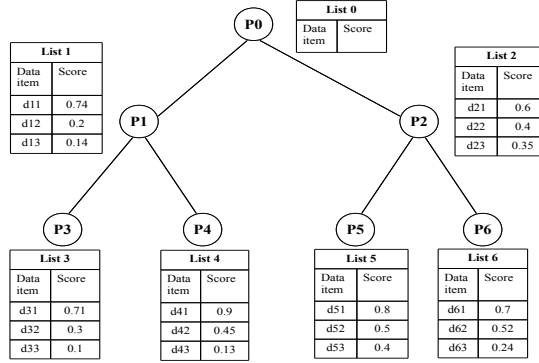 P0
List 0
Data item Score
List 1
Data item Score
d11 0.74
d12 0.2
d13 0.14
P1
P2
List 2
Data item Score
d21 0.6
d22 0.4
d23 0.35
P3
P4
P5
P6
List 3
Data item Score
d31 0.71
d32 0.3
d33 0.1
List 4
Data item Score
d41 0.9
d42 0.45
d43 0.13
List 5
Data item Score
d51 0.8
d52 0.5
d53 0.4
List 6
Data item Score
d61 0.7
d62 0.52
d63 0.24